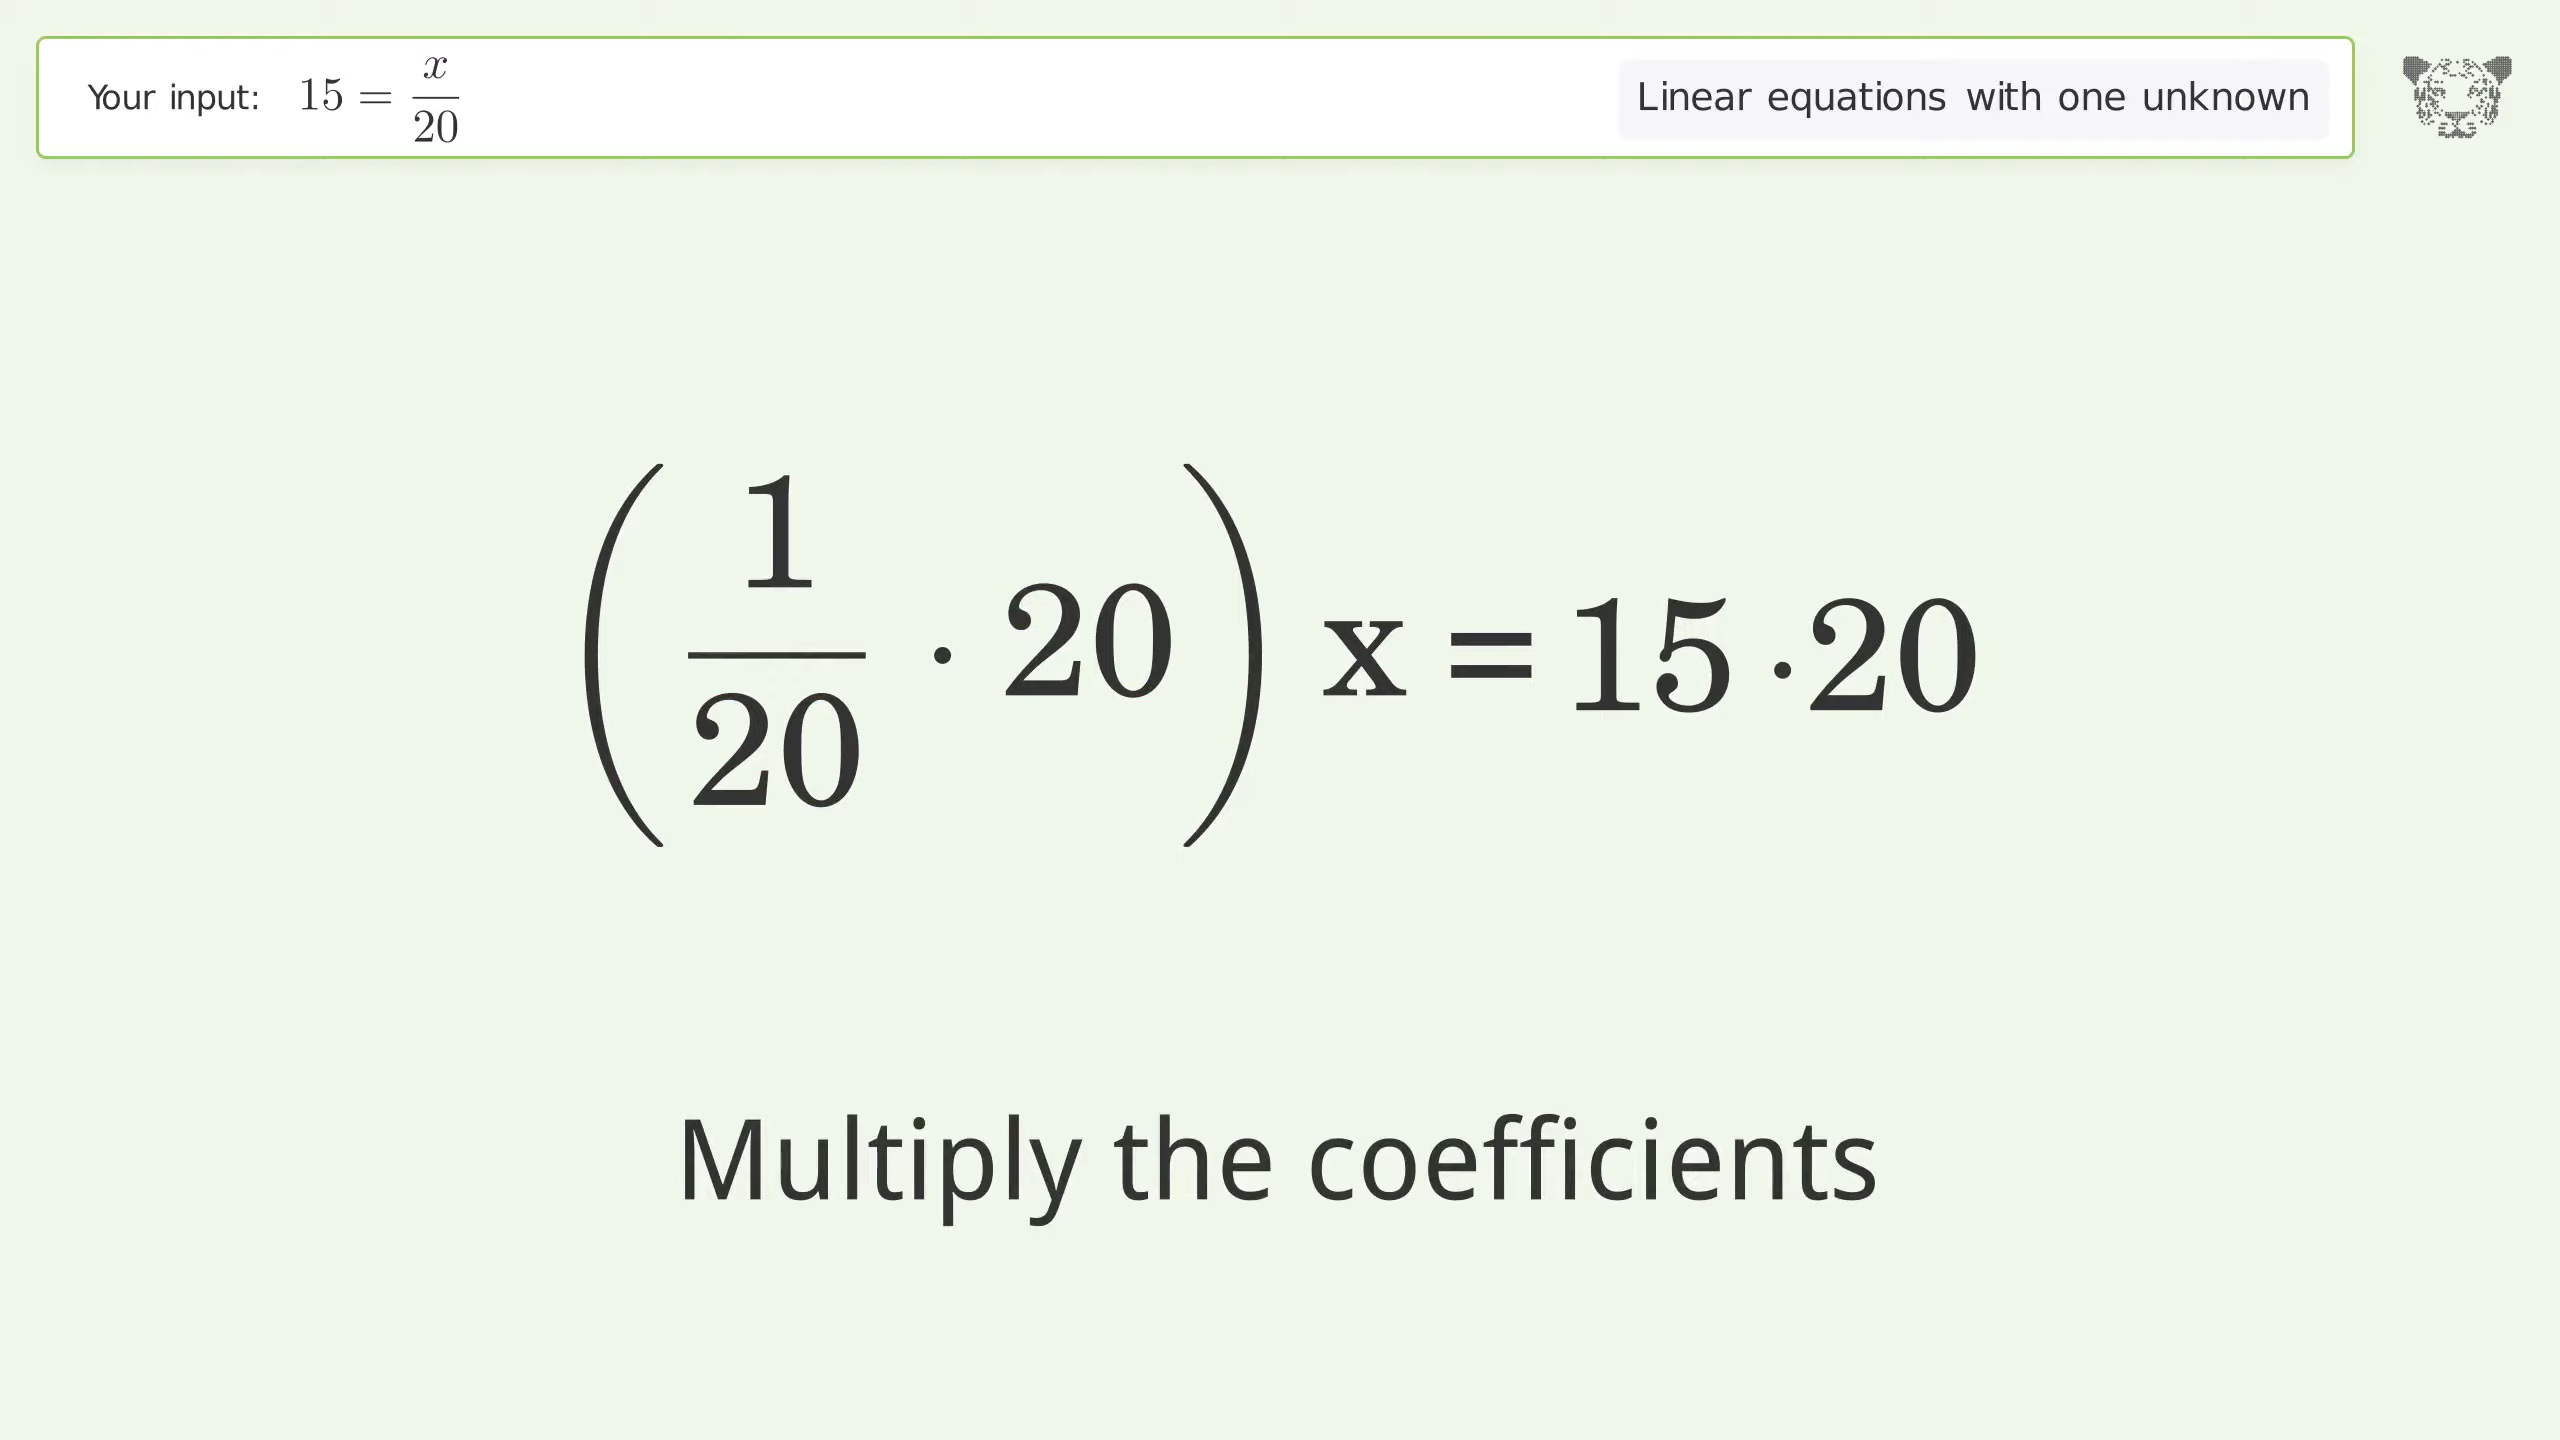 Your input: 15 = x/20
Linear equations with one unknown
(1/20 · 20) x = 15 · 20
Multiply the coefficients